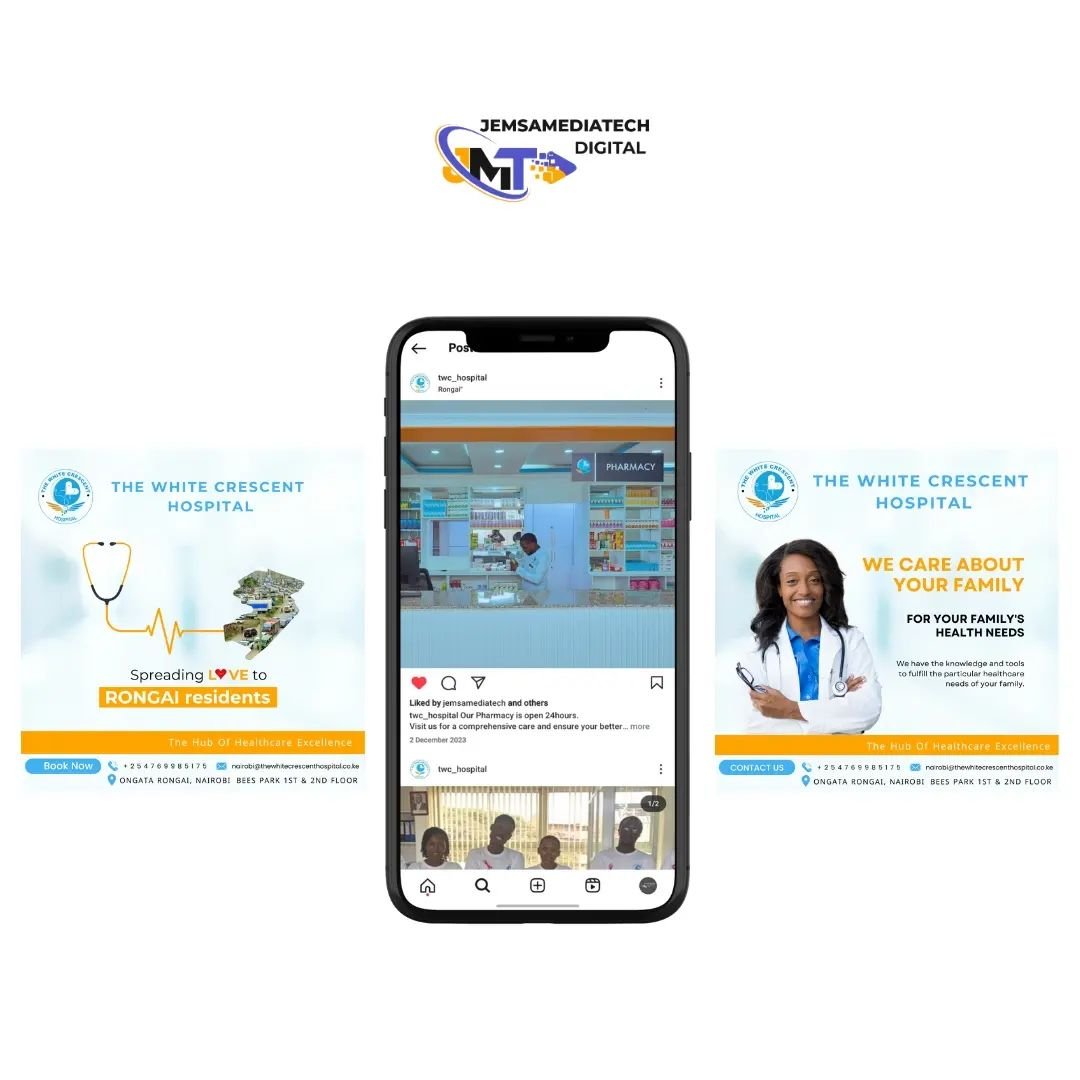 JEMSAMEDIATECH
DIGITAL
JMT
THE WHITE CRESCENT
HOSPITAL
THE WHITE CRESCENT
HOSPITAL
Spreading LVE to
RONGAI residents
The Hub Of Healthcare Excellence
Book Now
+254769985175
nairobi@thewhitecrescenthospital.co.ke
ONGATA RONGAI, NAIROBI BEES PARK 1ST & 2ND FLOOR
Post
twc_hospital
Rongai"
PHARMACY
Liked by jemsamediatech and others
twc_hospital Our Pharmacy is open 24hours.
Visit us for a comprehensive care and ensure your better... more
2 December 2023
twc_hospital
1/2
THE WHITE CRESCENT
HOSPITAL
THE WHITE CRESCENT
HOSPITAL
WE CARE ABOUT
YOUR FAMILY
FOR YOUR FAMILY'S
HEALTH NEEDS
We have the knowledge and tools
to fulfill the particular healthcare
needs of your family.
The Hub Of Healthcare Excellence
CONTACT US
+254769985175
nairobi@thewhitecrescenthospital.co.ke
ONGATA RONGAI, NAIROBI BEES PARK 1ST & 2ND FLOOR